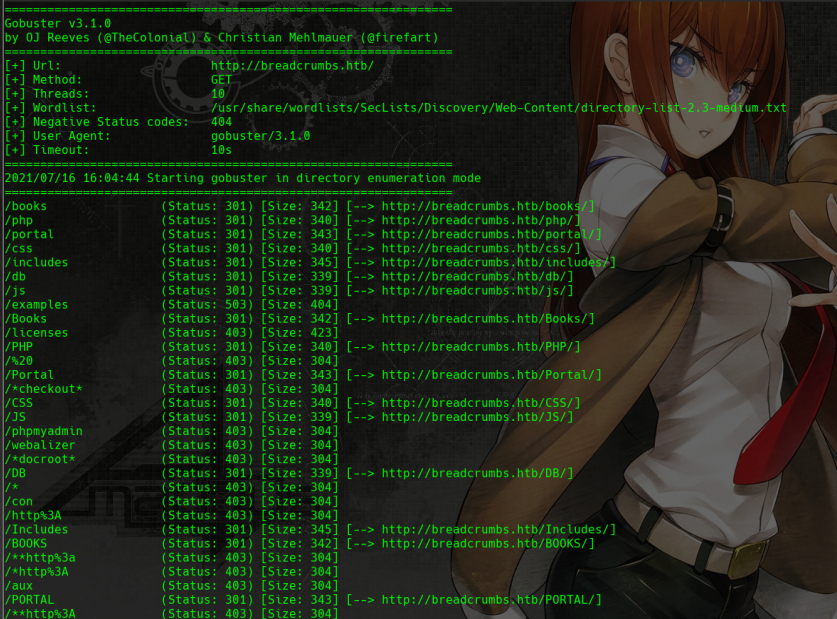 ===============================================================
Gobuster v3.1.0
by OJ Reeves (@TheColonial) & Christian Mehlmauer (@firefart)
===============================================================
[+] Url:                     http://breadcrumbs.htb/
[+] Method:                  GET
[+] Threads:                 10
[+] Wordlist:                /usr/share/wordlists/SecLists/Discovery/Web-Content/directory-list-2.3-medium.txt
[+] Negative Status codes:   404
[+] User Agent:              gobuster/3.1.0
[+] Timeout:                 10s
===============================================================
2021/07/16 16:04:44 Starting gobuster in directory enumeration mode
===============================================================
/books                (Status: 301) [Size: 342] [--> http://breadcrumbs.htb/books/]
/php                  (Status: 301) [Size: 340] [--> http://breadcrumbs.htb/php/]
/portal               (Status: 301) [Size: 343] [--> http://breadcrumbs.htb/portal/]
/css                  (Status: 301) [Size: 340] [--> http://breadcrumbs.htb/css/]
/includes             (Status: 301) [Size: 345] [--> http://breadcrumbs.htb/includes/]
/db                   (Status: 301) [Size: 339] [--> http://breadcrumbs.htb/db/]
/js                   (Status: 301) [Size: 339] [--> http://breadcrumbs.htb/js/]
/examples             (Status: 503) [Size: 404]
/Books                (Status: 301) [Size: 342] [--> http://breadcrumbs.htb/Books/]
/licenses             (Status: 403) [Size: 423]
/PHP                  (Status: 301) [Size: 340] [--> http://breadcrumbs.htb/PHP/]
/%20                  (Status: 403) [Size: 304]
/Portal               (Status: 301) [Size: 343] [--> http://breadcrumbs.htb/Portal/]
/*checkout*           (Status: 403) [Size: 304]
/CSS                  (Status: 301) [Size: 340] [--> http://breadcrumbs.htb/CSS/]
/JS                   (Status: 301) [Size: 339] [--> http://breadcrumbs.htb/JS/]
/phpmyadmin           (Status: 403) [Size: 304]
/webalizer            (Status: 403) [Size: 304]
/*docroot*            (Status: 403) [Size: 304]
/DB                   (Status: 301) [Size: 339] [--> http://breadcrumbs.htb/DB/]
/*                    (Status: 403) [Size: 304]
/con                  (Status: 403) [Size: 304]
/http%3A              (Status: 403) [Size: 304]
/Includes             (Status: 301) [Size: 345] [--> http://breadcrumbs.htb/Includes/]
/BOOKS                (Status: 301) [Size: 342] [--> http://breadcrumbs.htb/BOOKS/]
/**http%3a            (Status: 403) [Size: 304]
/*http%3A             (Status: 403) [Size: 304]
/aux                  (Status: 403) [Size: 304]
/PORTAL               (Status: 301) [Size: 343] [--> http://breadcrumbs.htb/PORTAL/]
/**http%3A            (Status: 403) [Size: 304]